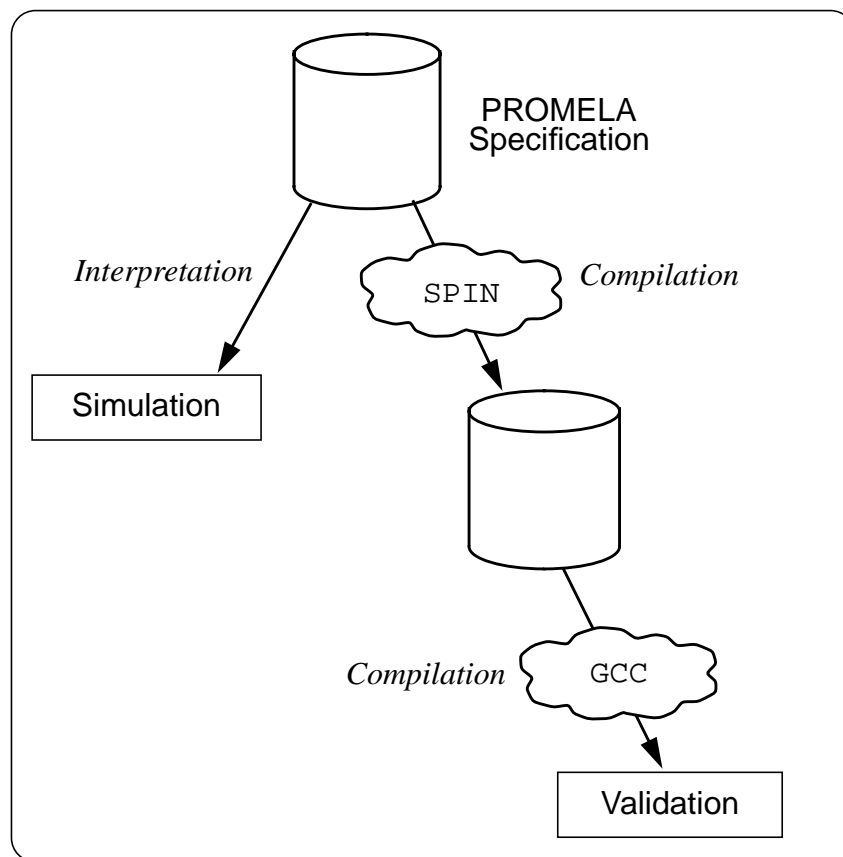 PROMELA
Specification
Interpretation
SPIN
Compilation
Simulation
Compilation
GCC
Validation